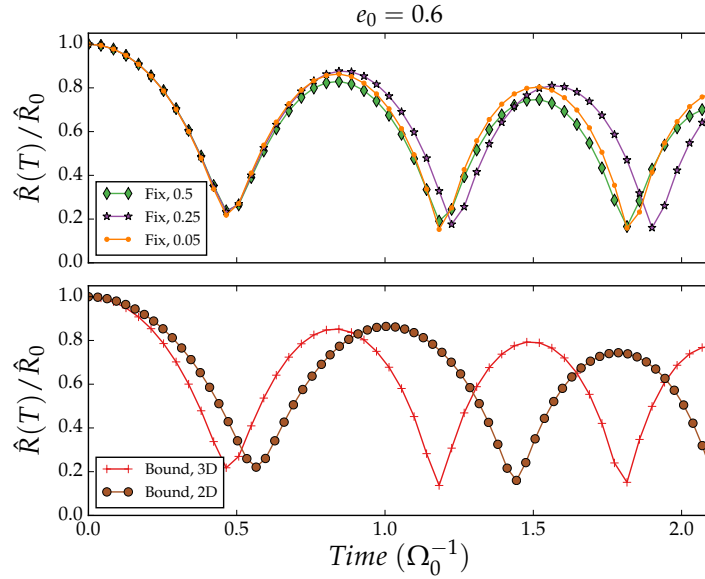 e₀ = 0.6
R̂(T)/R̂₀
1.0
0.8
0.6
0.4
0.2
0.0
Fix, 0.5
Fix, 0.25
Fix, 0.05
R̂(T)/R̂₀
1.0
0.8
0.6
0.4
0.2
0.0
Bound, 3D
Bound, 2D
0.0 0.5 1.0 1.5 2.0
Time (Ω₀⁻¹)